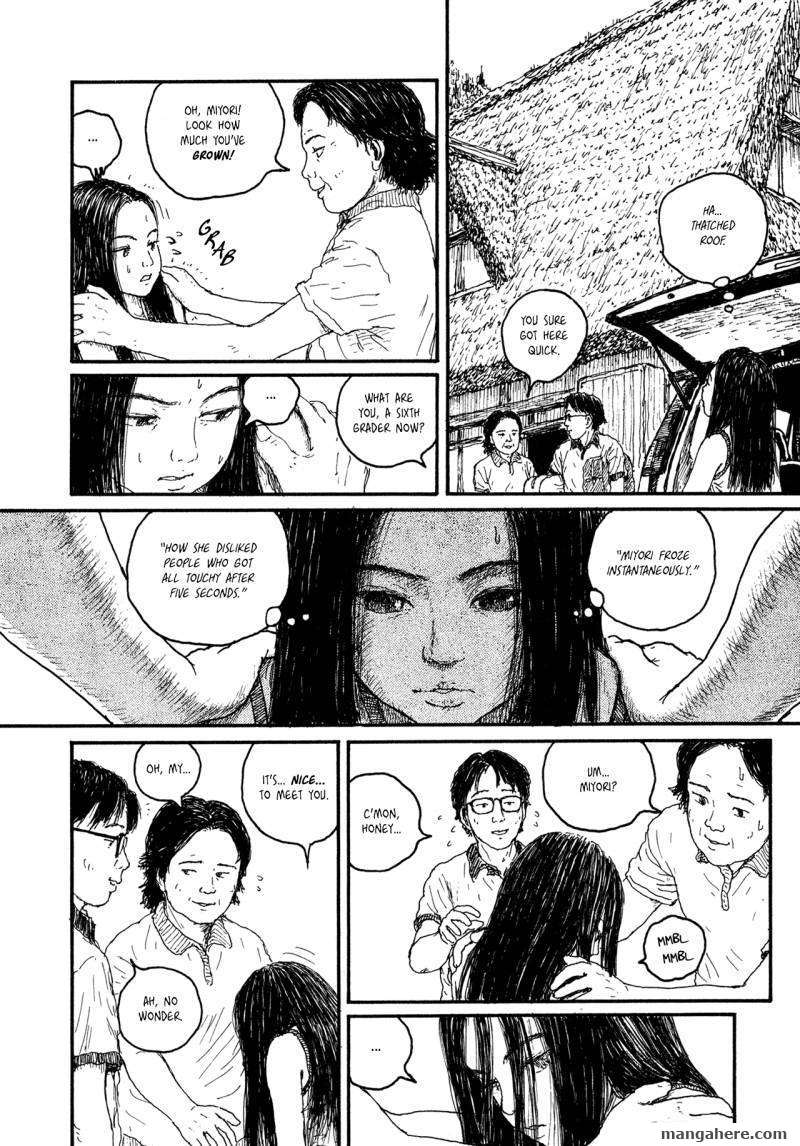 HA...
THATCHED
ROOF.
YOU SURE
GOT HERE
QUICK.
OH, MIYORI!
LOOK HOW
MUCH YOU'VE
GROWN!
GRAB
...
WHAT ARE
YOU, A SIXTH
GRADER NOW?
...
"MIYORI FROZE
INSTANTANEOUSLY."
"HOW SHE DISLIKED
PEOPLE WHO GOT
ALL TOUCHY AFTER
FIVE SECONDS."
UM...
MIYORI?
C'MON,
HONEY...
MMBL
MMBL
...
IT'S... NICE...
TO MEET YOU.
OH, MY...
AH, NO
WONDER.
mangahere.com